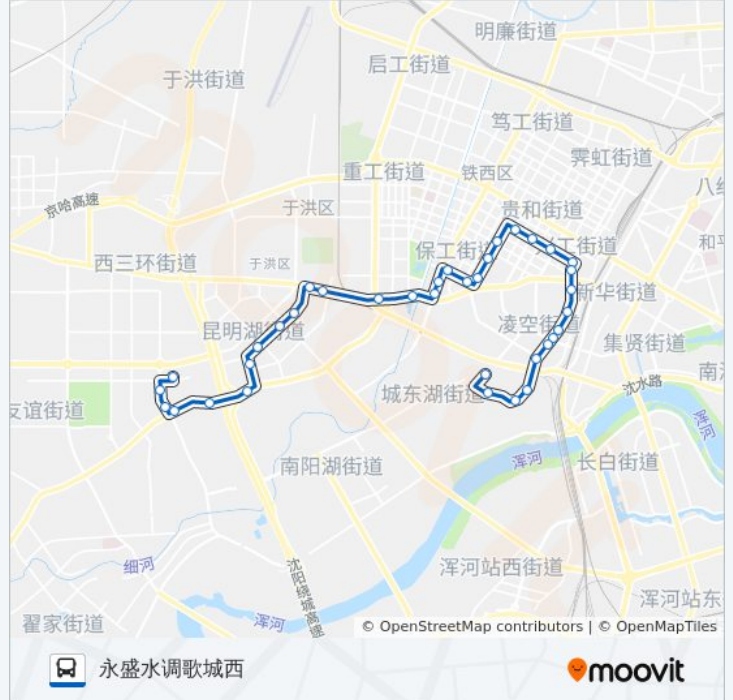 明廉街道
启工街道
于洪街道
笃工街道
霁虹街道
重工街道
铁西区
京哈高速
于洪区
贵和街道
保工街
工街道
和平
西三环街道
于洪区
新华街道
昆明湖街道
凌空街道
集贤街道
沈水路
城东湖街道
友谊街道
浑河
南阳湖街道
浑河
长白街道
细河
沈阳绕城高速
浑河站西街道
浑河站东
翟家街道
浑河
© OpenStreetMap contributors | © OpenMapTiles
永盛水调歌城西
moovit